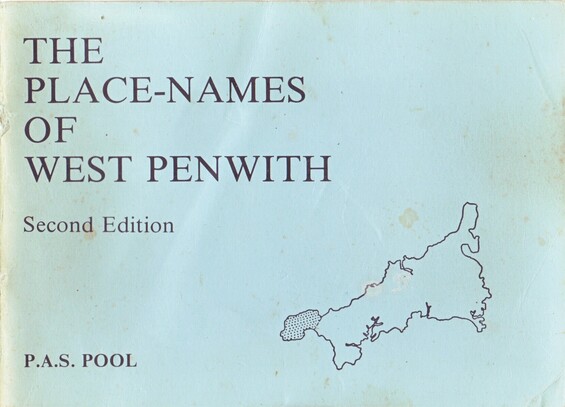 THE
PLACE-NAMES
OF
WEST PENWITH
Second Edition
P.A.S. POOL